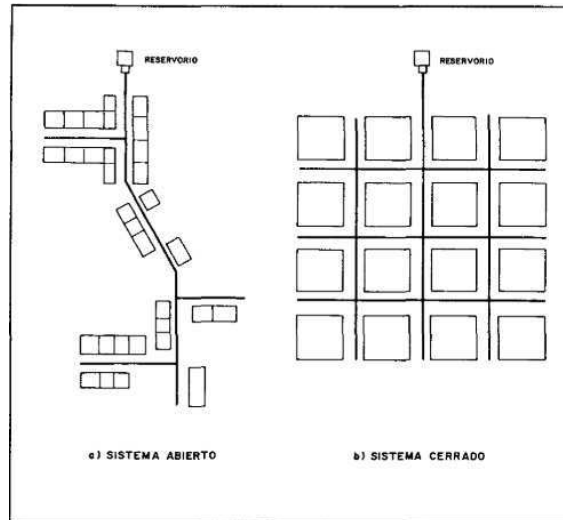 RESERVORIO
RESERVORIO
a) SISTEMA ABIERTO
b) SISTEMA CERRADO